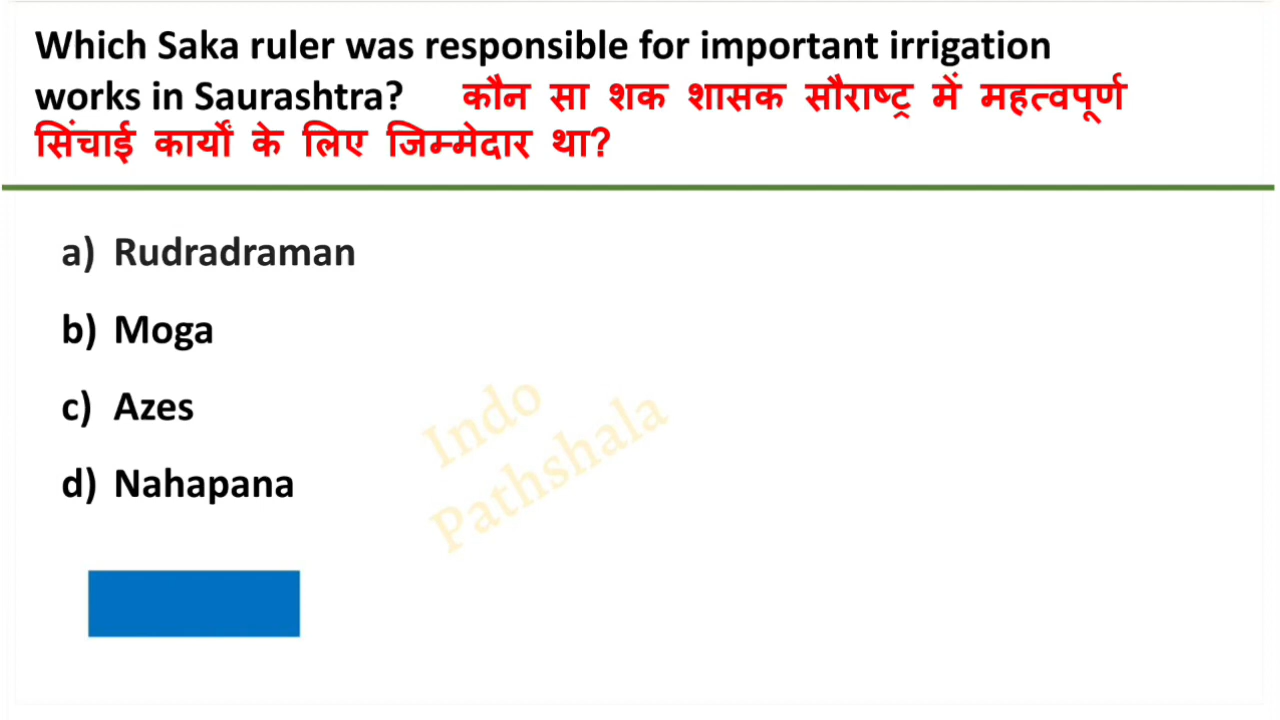 Which Saka ruler was responsible for important irrigation
works in Saurashtra? कौन सा शक शासक सौराष्ट्र में महत्वपूर्ण
सिंचाई कार्यों के लिए जिम्मेदार था?
a) Rudradraman
b) Moga
c) Azes
d) Nahapana
Indo
Pathshala